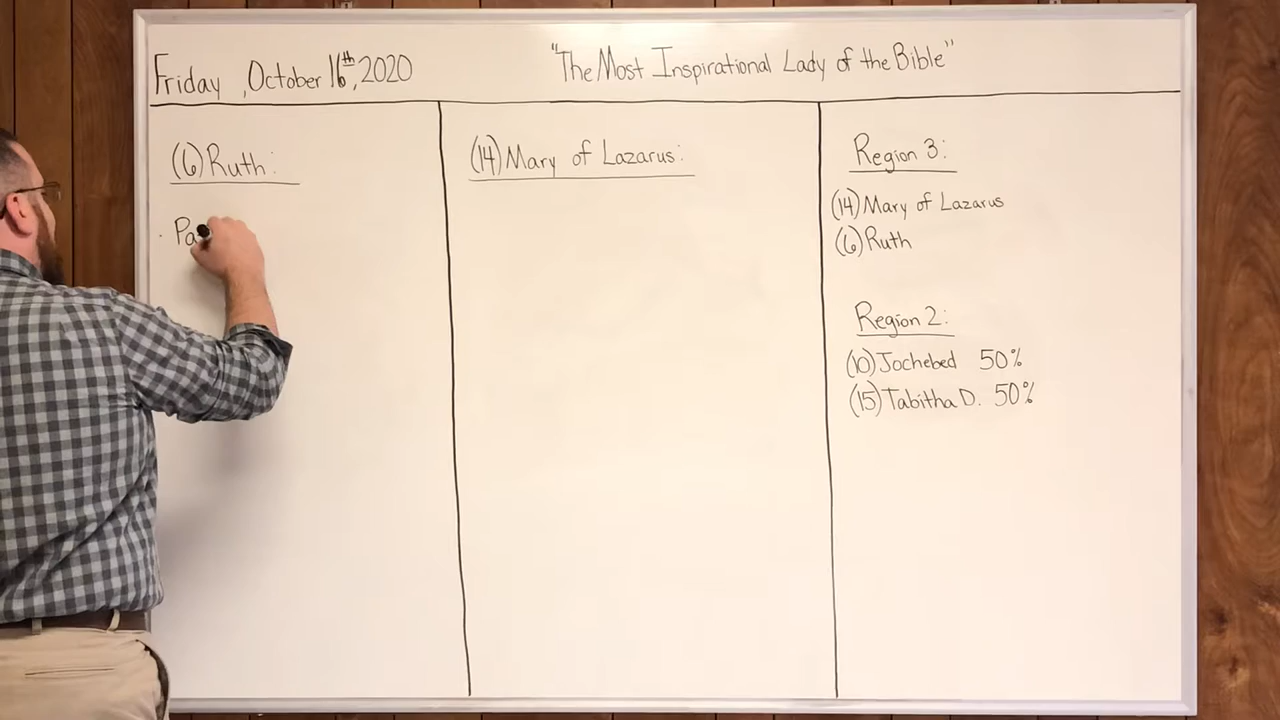 Friday, October 16th, 2020
"The Most Inspirational Lady of the Bible"
(6) Ruth:
· Pa
(14) Mary of Lazarus:
Region 3:
(14) Mary of Lazarus
(6) Ruth
Region 2:
(10) Jochebed 50%
(15) Tabitha D. 50%